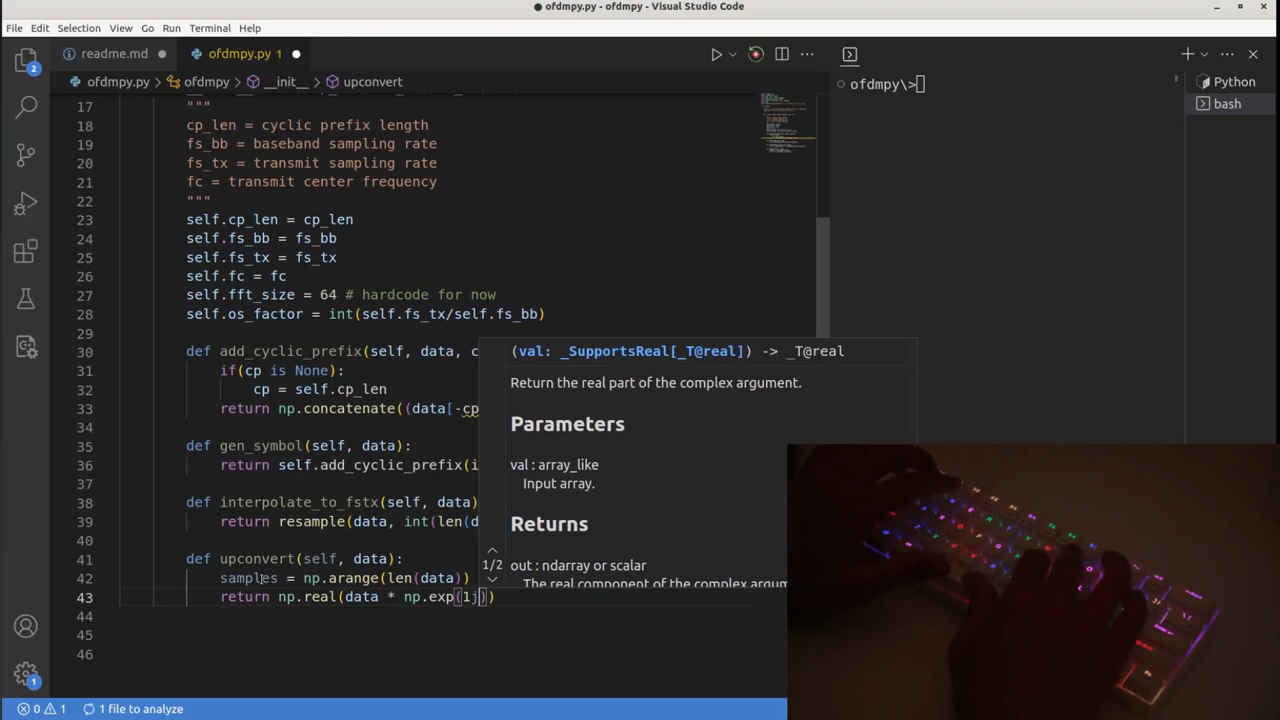 ofdmpy.py - ofdmpy - Visual Studio Code
File Edit Selection View Go Run Terminal Help
readme.md
ofdmpy.py 1
ofdmpy.py > ofdmpy > __init__ > upconvert
Python
bash
ofdmpy\>
17 """
18 cp_len = cyclic prefix length
19 fs_bb = baseband sampling rate
20 fs_tx = transmit sampling rate
21 fc = transmit center frequency
22 """
23 self.cp_len = cp_len
24 self.fs_bb = fs_bb
25 self.fs_tx = fs_tx
26 self.fc = fc
27 self.fft_size = 64 # hardcode for now
28 self.os_factor = int(self.fs_tx/self.fs_bb)
29
30 def add_cyclic_prefix(self, data, c
31 if(cp is None):
32 cp = self.cp_len
33 return np.concatenate((data[-cp
34
35 def gen_symbol(self, data):
36 return self.add_cyclic_prefix(i
37
38 def interpolate_to_fstx(self, data)
39 return resample(data, int(len(d
40
41 def upconvert(self, data):
42 samples = np.arange(len(data))
43 return np.real(data * np.exp(1j))
44
45
46
(val: _SupportsReal[_T@real]) -> _T@real
Return the real part of the complex argument.
Parameters
val : array_like
Input array.
Returns
1/2
out : ndarray or scalar
The real component of the complex argum
2
1
0 1 1 file to analyze